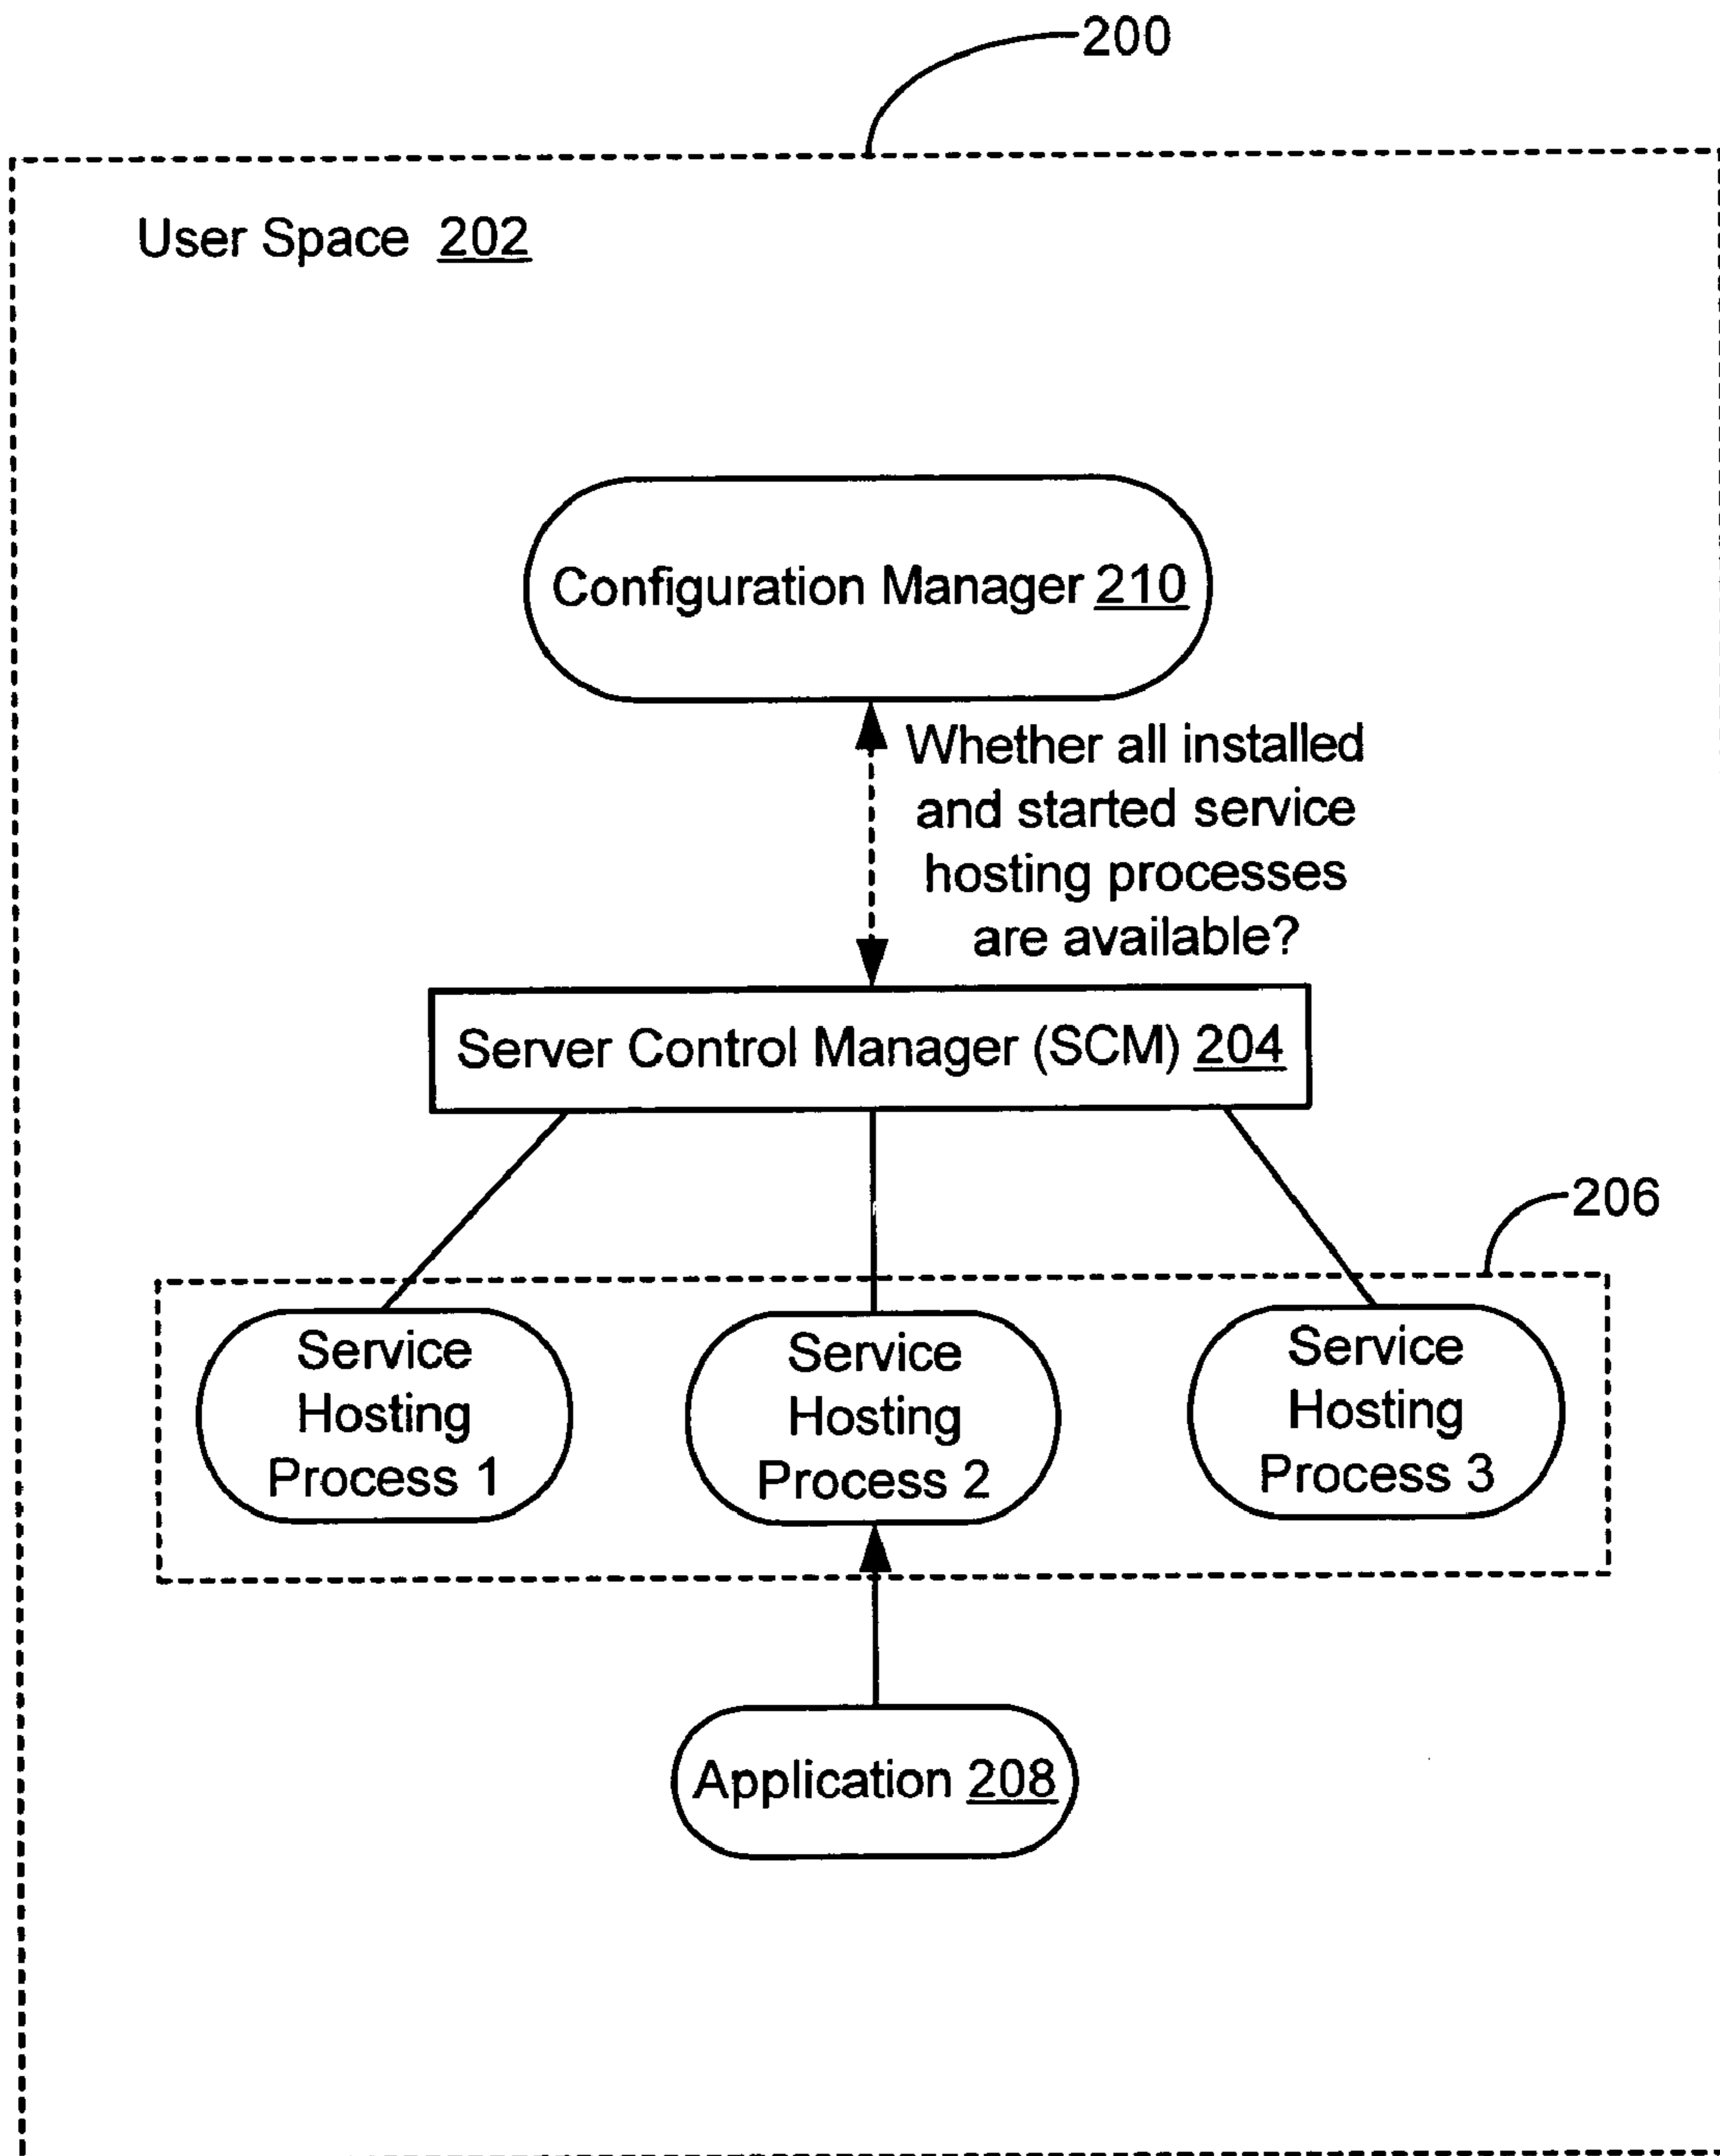 200
User Space 202
Configuration Manager 210
Whether all installed
and started service
hosting processes
are available?
Server Control Manager (SCM) 204
206
Service
Hosting
Process 1
Service
Hosting
Process 2
Service
Hosting
Process 3
Application 208